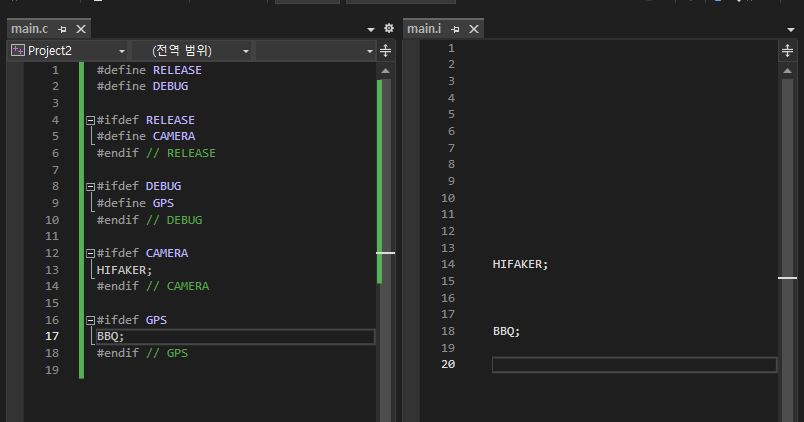 main.c
Project2
(전역 범위)
1 #define RELEASE
2 #define DEBUG
3
4 #ifdef RELEASE
5 #define CAMERA
6 #endif // RELEASE
7
8 #ifdef DEBUG
9 #define GPS
10 #endif // DEBUG
11
12 #ifdef CAMERA
13 HIFAKER;
14 #endif // CAMERA
15
16 #ifdef GPS
17 BBQ;
18 #endif // GPS
19
main.i
1
2
3
4
5
6
7
8
9
10
11
12
13
14 HIFAKER;
15
16
17
18 BBQ;
19
20